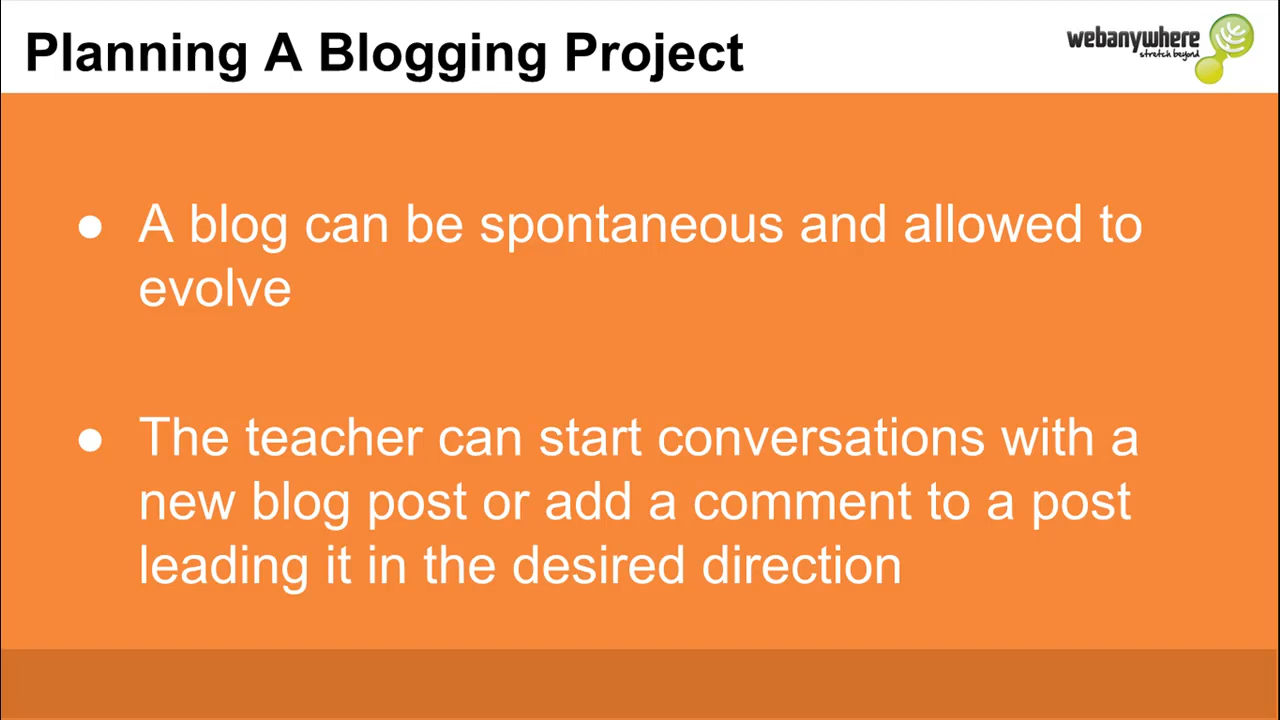 Planning A Blogging Project
webanywhere
stretch beyond
● A blog can be spontaneous and allowed to
evolve
● The teacher can start conversations with a
new blog post or add a comment to a post
leading it in the desired direction